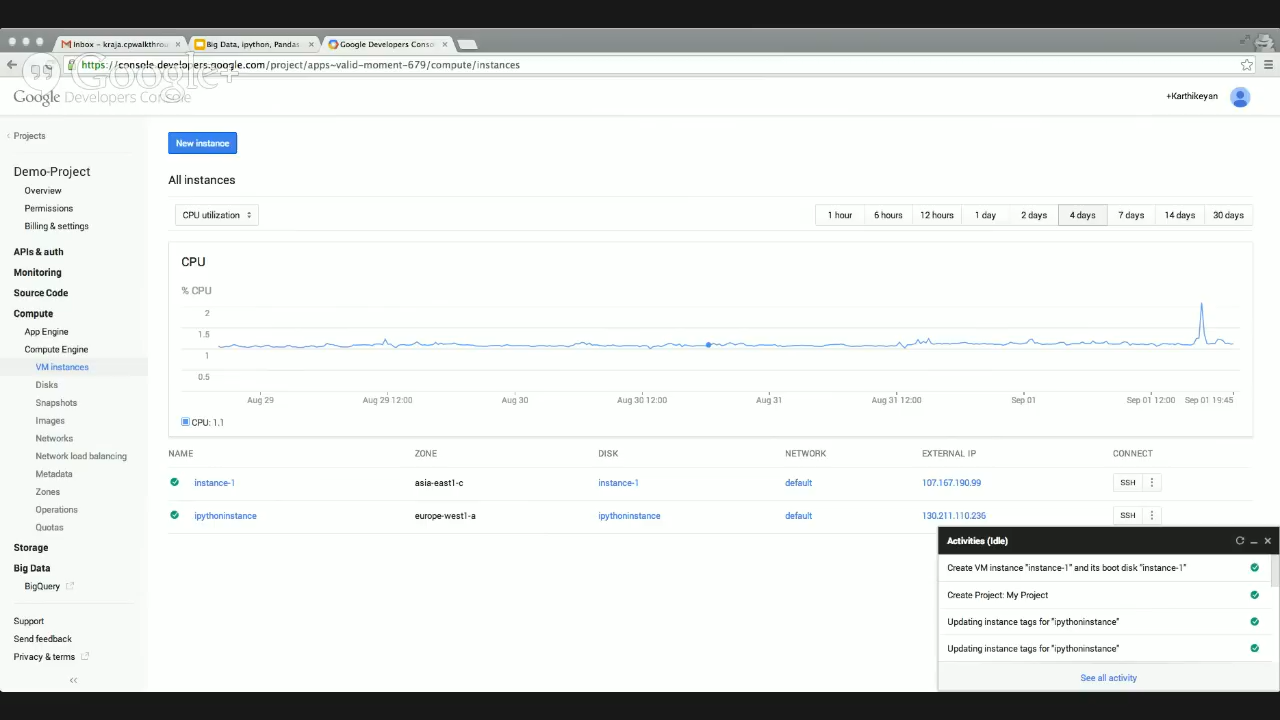 Inbox - kraja.cpwalkthrou
Big Data, ipython, Pandas
Google Developers Conso
https://console.developers.google.com/project/apps~valid-moment-679/compute/instances
Google+
Google Developers Console
+Karthikeyan
Projects
New instance
Demo-Project
Overview
Permissions
Billing & settings
APIs & auth
Monitoring
Source Code
Compute
App Engine
Compute Engine
VM instances
Disks
Snapshots
Images
Networks
Network load balancing
Metadata
Zones
Operations
Quotas
Storage
Big Data
BigQuery
Support
Send feedback
Privacy & terms
All instances
CPU utilization
1 hour 6 hours 12 hours 1 day 2 days 4 days 7 days 14 days 30 days
CPU
% CPU
2
1.5
1
0.5
Aug 29 Aug 29 12:00 Aug 30 Aug 30 12:00 Aug 31 Aug 31 12:00 Sep 01 Sep 01 12:00 Sep 01 19:45
CPU: 1.1
NAME ZONE DISK NETWORK EXTERNAL IP CONNECT
instance-1 asia-east1-c instance-1 default 107.167.190.99 SSH
ipythoninstance europe-west1-a ipythoninstance default 130.211.110.236 SSH
Activities (Idle)
Create VM instance "instance-1" and its boot disk "instance-1"
Create Project: My Project
Updating instance tags for "ipythoninstance"
Updating instance tags for "ipythoninstance"
See all activity